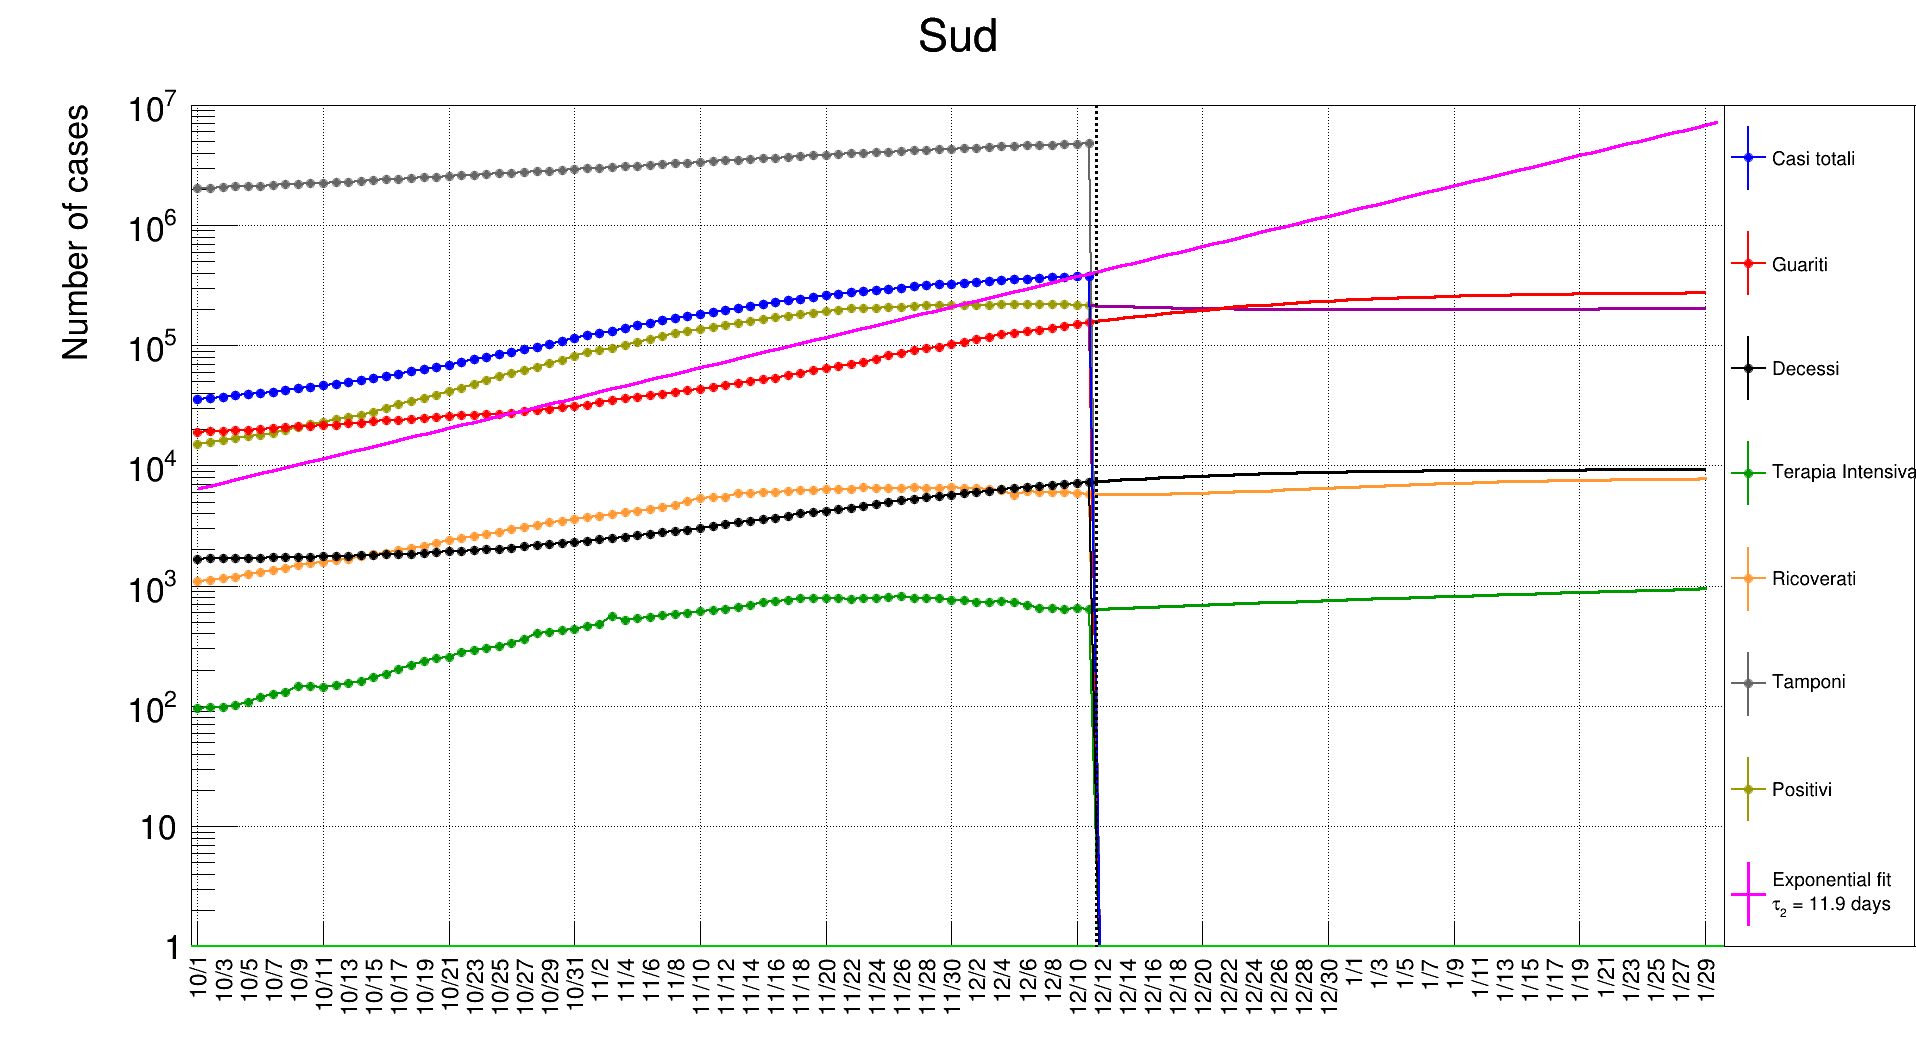 Sud
Number of cases
10^7
10^6
10^5
10^4
10^3
10^2
10
1
10/1 10/3 10/5 10/7 10/9 10/11 10/13 10/15 10/17 10/19 10/21 10/23 10/25 10/27 10/29 10/31 11/2 11/4 11/6 11/8 11/10 11/12 11/14 11/16 11/18 11/20 11/22 11/24 11/26 11/28 11/30 12/2 12/4 12/6 12/8 12/10 12/12 12/14 12/16 12/18 12/20 12/22 12/24 12/26 12/28 12/30 1/1 1/3 1/5 1/7 1/9 1/11 1/13 1/15 1/17 1/19 1/21 1/23 1/25 1/27 1/29
Casi totali
Guariti
Decessi
Terapia Intensiva
Ricoverati
Tamponi
Positivi
Exponential fit
τ₂ = 11.9 days